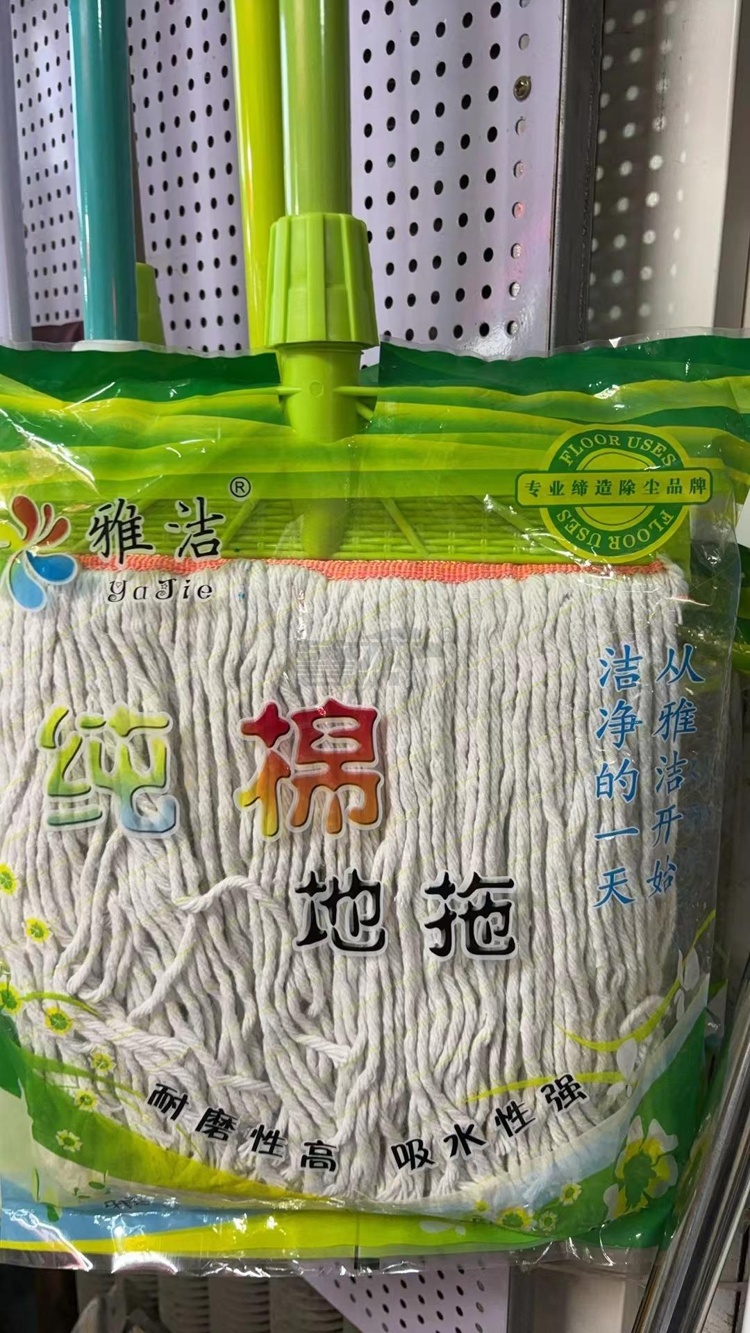 FLOOR USES
专业缔造除尘品牌
FLOOR USES
雅洁®
YaJie
从雅洁开始
洁净的一天
纯棉
地拖
耐磨性高 吸水性强